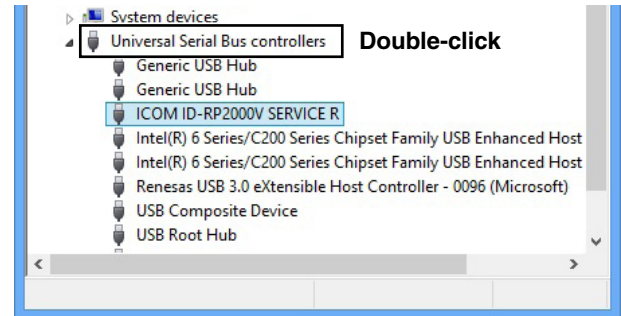 System devices
Universal Serial Bus controllers Double-click
Generic USB Hub
Generic USB Hub
ICOM ID-RP2000V SERVICE R
Intel(R) 6 Series/C200 Series Chipset Family USB Enhanced Host
Intel(R) 6 Series/C200 Series Chipset Family USB Enhanced Host
Renesas USB 3.0 eXtensible Host Controller - 0096 (Microsoft)
USB Composite Device
USB Root Hub